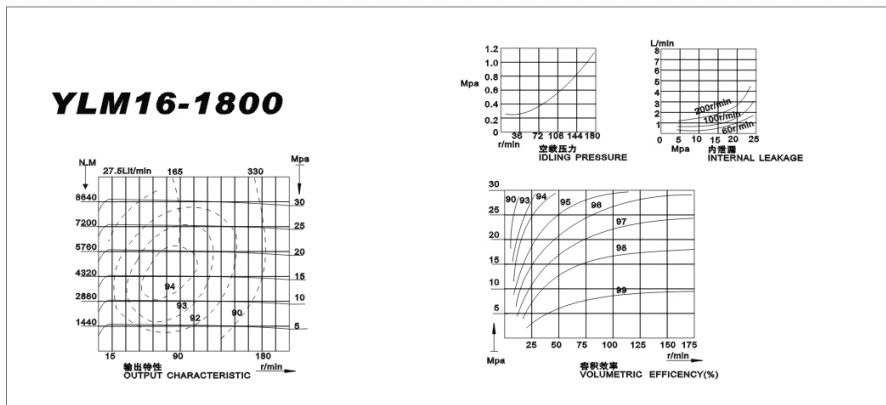 YLM16-1800
1.2
1.0
0.8
Mpa
0.6
0.4
0.2
0
36 72 108 144 180
r/min
空载压力
IDLING PRESSURE
L/min
8
7
6
5
4
3
2
1
200r/min
100r/min
60r/min
0 5 10 15 20 25
Mpa
内泄漏
INTERNAL LEAKAGE
N.M 27.5Lit/min 165 330 Mpa
8640 30
7200 25
5760 20
4320 15
94
2880 10
93
92 90
1440 5
15 90 180
输出特性 r/min
OUTPUT CHARACTERISTIC
30
90 93 94 95 96
25
97
20
98
15
10
99
5
25 50 75 100 125 150 175
Mpa
容积效率 r/min
VOLUMETRIC EFFICENCY(%)